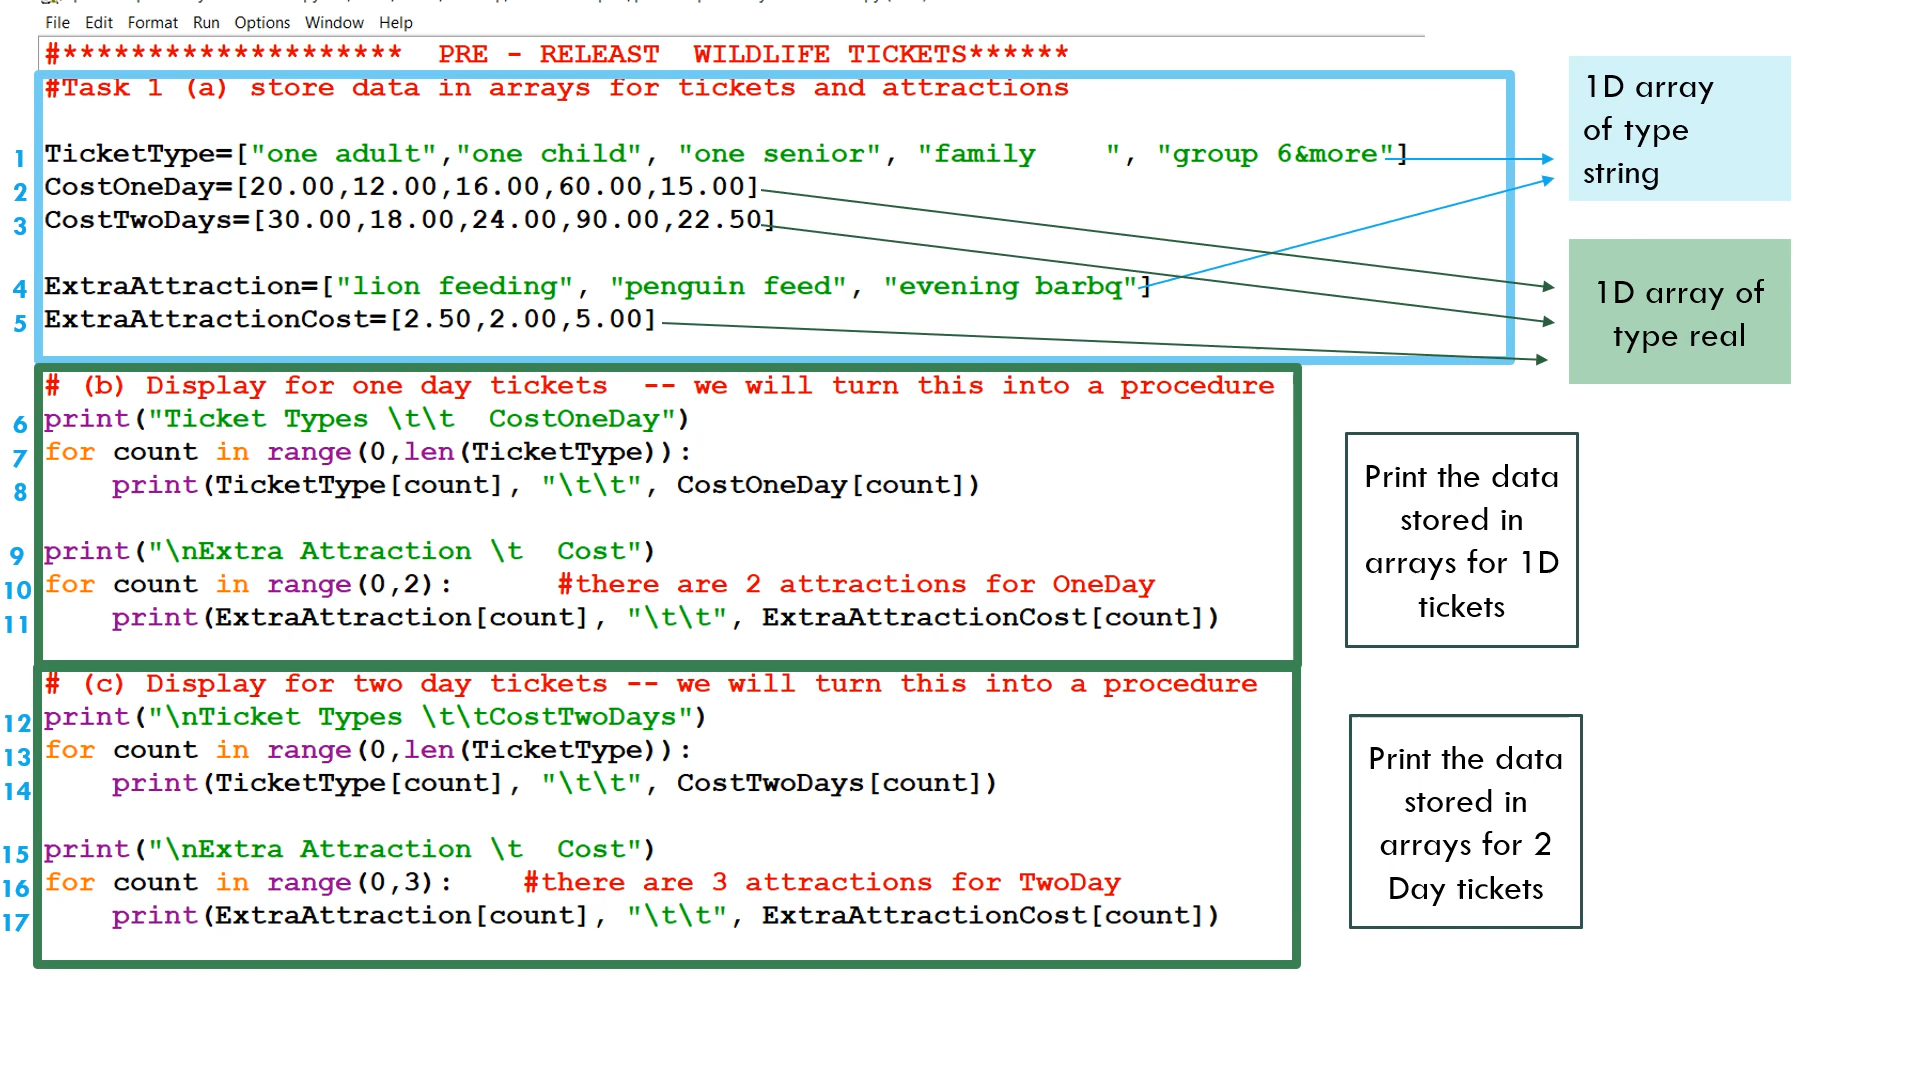 File Edit Format Run Options Window Help
#******************** PRE - RELEAST WILDLIFE TICKETS******
#Task 1 (a) store data in arrays for tickets and attractions
1 TicketType=["one adult","one child", "one senior", "family    ", "group 6&more"]
2 CostOneDay=[20.00,12.00,16.00,60.00,15.00]
3 CostTwoDays=[30.00,18.00,24.00,90.00,22.50]
4 ExtraAttraction=["lion feeding", "penguin feed", "evening barbq"]
5 ExtraAttractionCost=[2.50,2.00,5.00]
1D array
of type
string
1D array of
type real
# (b) Display for one day tickets  -- we will turn this into a procedure
6 print("Ticket Types \t\t  CostOneDay")
7 for count in range(0,len(TicketType)):
8     print(TicketType[count], "\t\t", CostOneDay[count])
9 print("\nExtra Attraction \t  Cost")
10 for count in range(0,2):      #there are 2 attractions for OneDay
11     print(ExtraAttraction[count], "\t\t", ExtraAttractionCost[count])
Print the data
stored in
arrays for 1D
tickets
# (c) Display for two day tickets -- we will turn this into a procedure
12 print("\nTicket Types \t\tCostTwoDays")
13 for count in range(0,len(TicketType)):
14     print(TicketType[count], "\t\t", CostTwoDays[count])
15 print("\nExtra Attraction \t  Cost")
16 for count in range(0,3):    #there are 3 attractions for TwoDay
17     print(ExtraAttraction[count], "\t\t", ExtraAttractionCost[count])
Print the data
stored in
arrays for 2
Day tickets